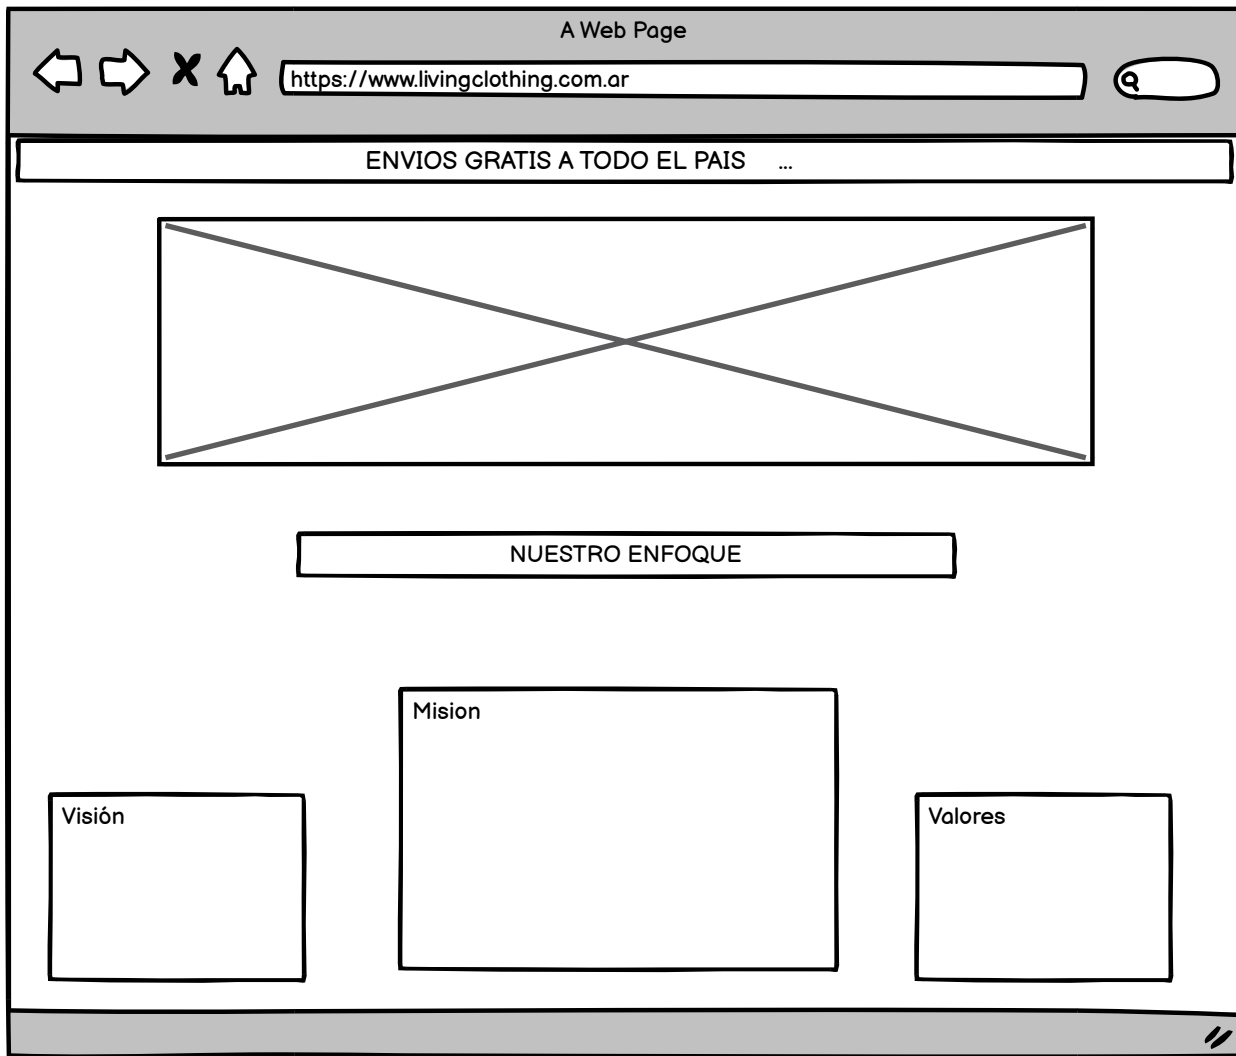 A Web Page
https://www.livingclothing.com.ar
ENVIOS GRATIS A TODO EL PAIS ...
NUESTRO ENFOQUE
Mision
Visión
Valores